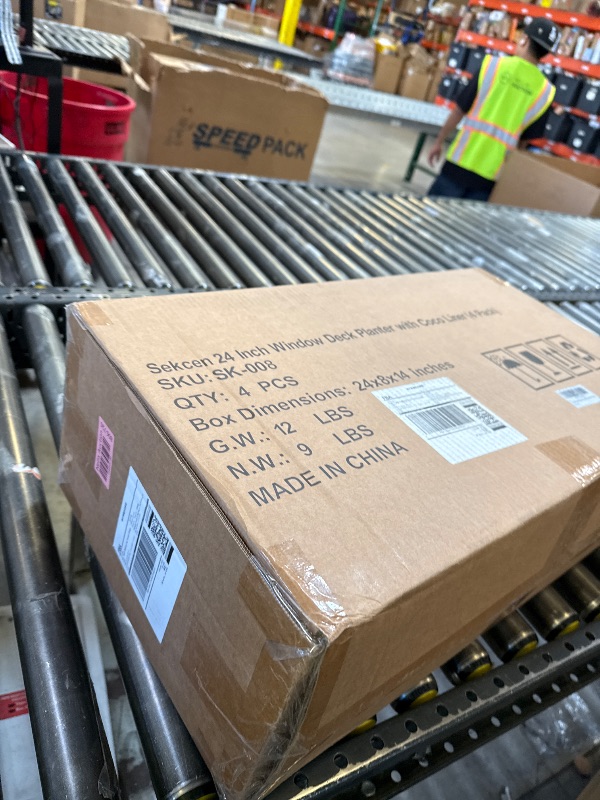 SPEEDPACK
Sekcen 24 Inch Window Deck Planter with Coco Liner (4 Pack)
SKU: SK-008
QTY: 4 PCS
Box Dimensions: 24x8x14 Inches
G.W.: 12 LBS
N.W.: 9 LBS
MADE IN CHINA